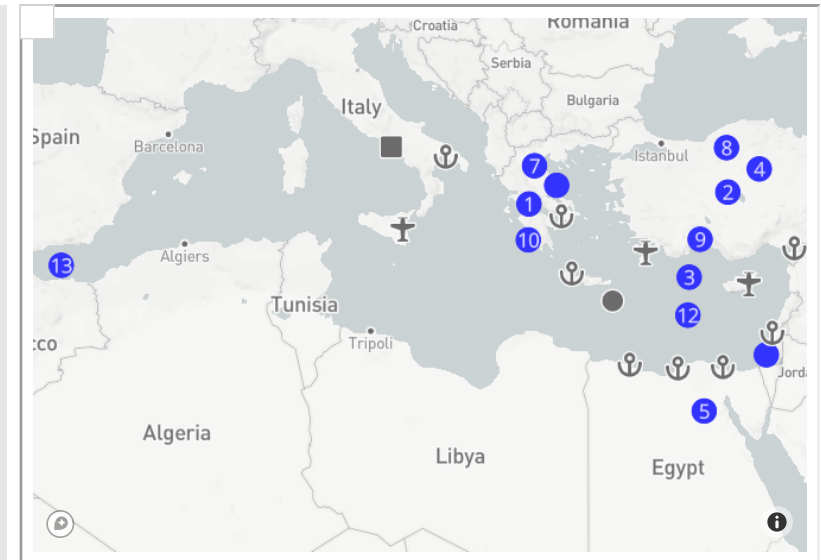 Croatia
Romania
Serbia
Italy
Bulgaria
Spain
Barcelona
Istanbul
8
7
4
2
1
10
9
Algiers
13
3
Tunisia
12
cco
Tripoli
Jorda
5
Algeria
Libya
Egypt
i